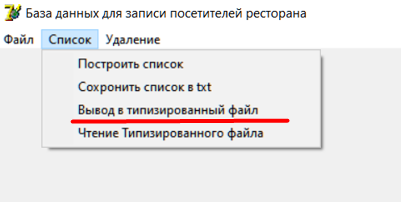 База данных для записи посетителей ресторана
Файл Список Удаление
Построить список
Сохронить список в txt
Вывод в типизированный файл
Чтение Типизированного файла